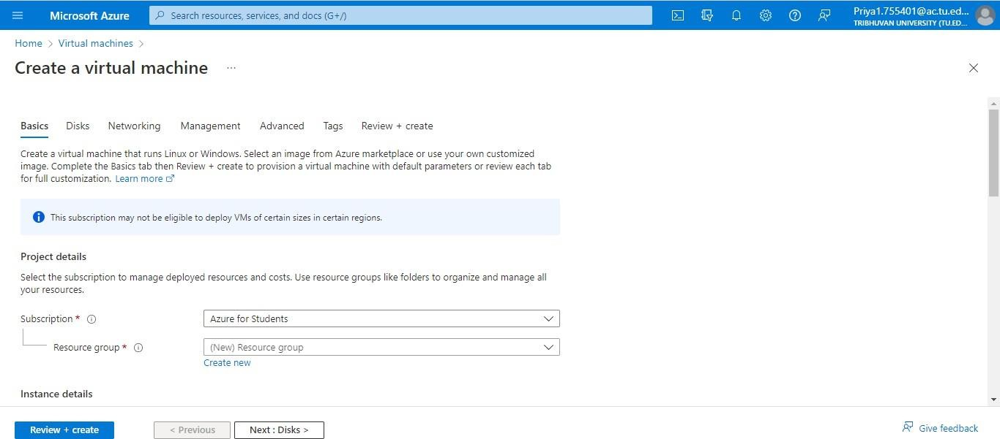 Microsoft Azure
Search resources, services, and docs (G+/)
Priya1.755401@ac.tu.ed...
TRIBHUVAN UNIVERSITY (TU.ED...
Home > Virtual machines >
Create a virtual machine ...
Basics Disks Networking Management Advanced Tags Review + create
Create a virtual machine that runs Linux or Windows. Select an image from Azure marketplace or use your own customized
image. Complete the Basics tab then Review + create to provision a virtual machine with default parameters or review each tab
for full customization. Learn more
This subscription may not be eligible to deploy VMs of certain sizes in certain regions.
Project details
Select the subscription to manage deployed resources and costs. Use resource groups like folders to organize and manage all
your resources.
Subscription * Azure for Students
Resource group * (New) Resource group
Create new
Instance details
Review + create < Previous Next : Disks > Give feedback